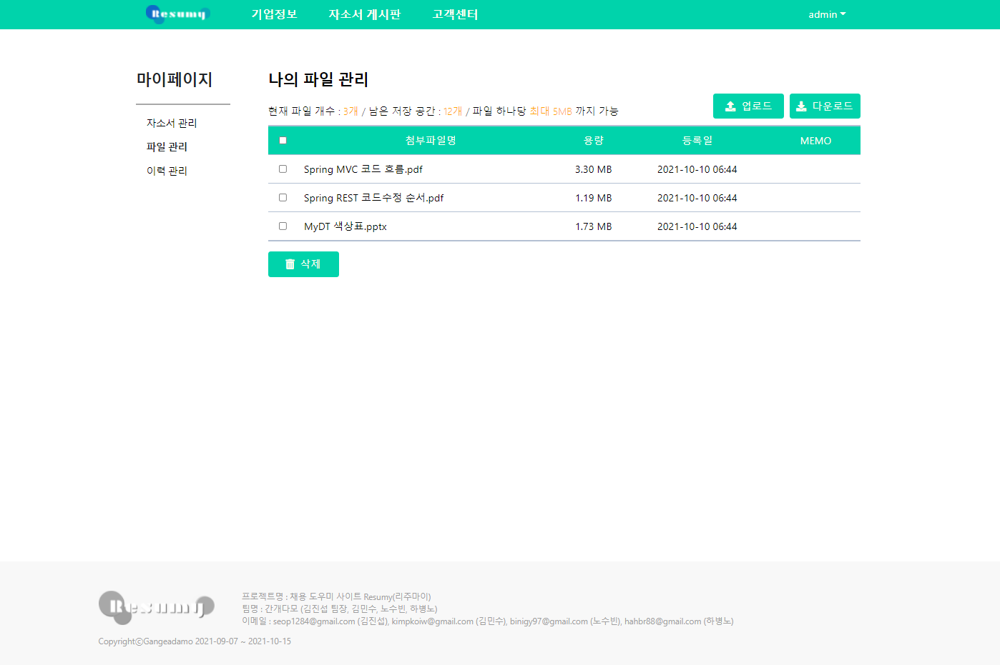 Resumy 기업정보 자소서 게시판 고객센터 admin
마이페이지
자소서 관리
파일 관리
이력 관리
나의 파일 관리
현재 파일 개수 : 3개 / 남은 저장 공간 : 12개 / 파일 하나당 최대 5MB 까지 가능
업로드 다운로드
첨부파일명 용량 등록일 MEMO
Spring MVC 코드 흐름.pdf 3.30 MB 2021-10-10 06:44
Spring REST 코드수정 순서.pdf 1.19 MB 2021-10-10 06:44
MyDT 색상표.pptx 1.73 MB 2021-10-10 06:44
삭제
Resumy
프로젝트명 : 채용 도우미 사이트 Resumy(리주마이)
팀명 : 간개다모 (김진섭 팀장, 김민수, 노수빈, 하병노)
이메일 : seop1284@gmail.com (김진섭), kimpkoiw@gmail.com (김민수), binigy97@gmail.com (노수빈), hahbr88@gmail.com (하병노)
CopyrightⓒGangeadamo 2021-09-07 ~ 2021-10-15